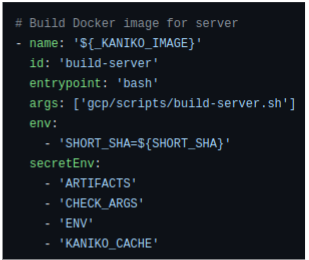 # Build Docker image for server
- name: '${_KANIKO_IMAGE}'
  id: 'build-server'
  entrypoint: 'bash'
  args: ['gcp/scripts/build-server.sh']
  env:
    - 'SHORT_SHA=${SHORT_SHA}'
  secretEnv:
    - 'ARTIFACTS'
    - 'CHECK_ARGS'
    - 'ENV'
    - 'KANIKO_CACHE'